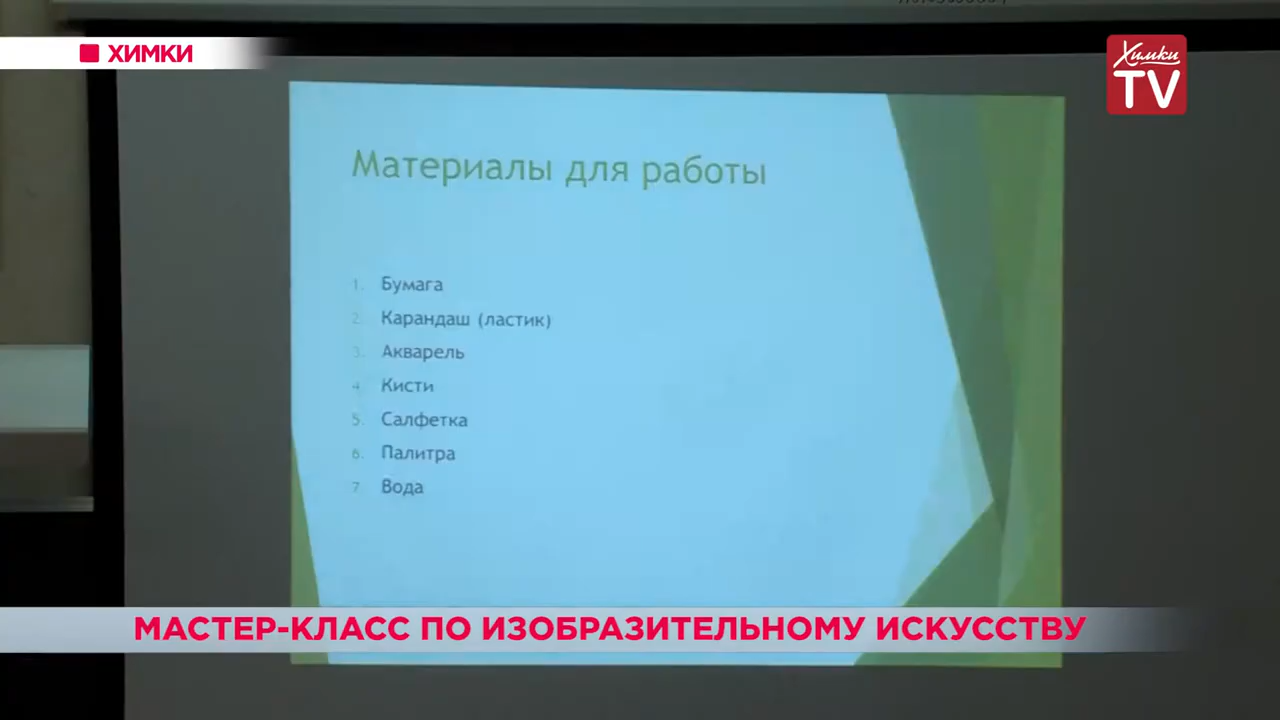 ХИМКИ
Химки
TV
Материалы для работы
1. Бумага
2. Карандаш (ластик)
3. Акварель
4. Кисти
5. Салфетка
6. Палитра
7. Вода
МАСТЕР-КЛАСС ПО ИЗОБРАЗИТЕЛЬНОМУ ИСКУССТВУ